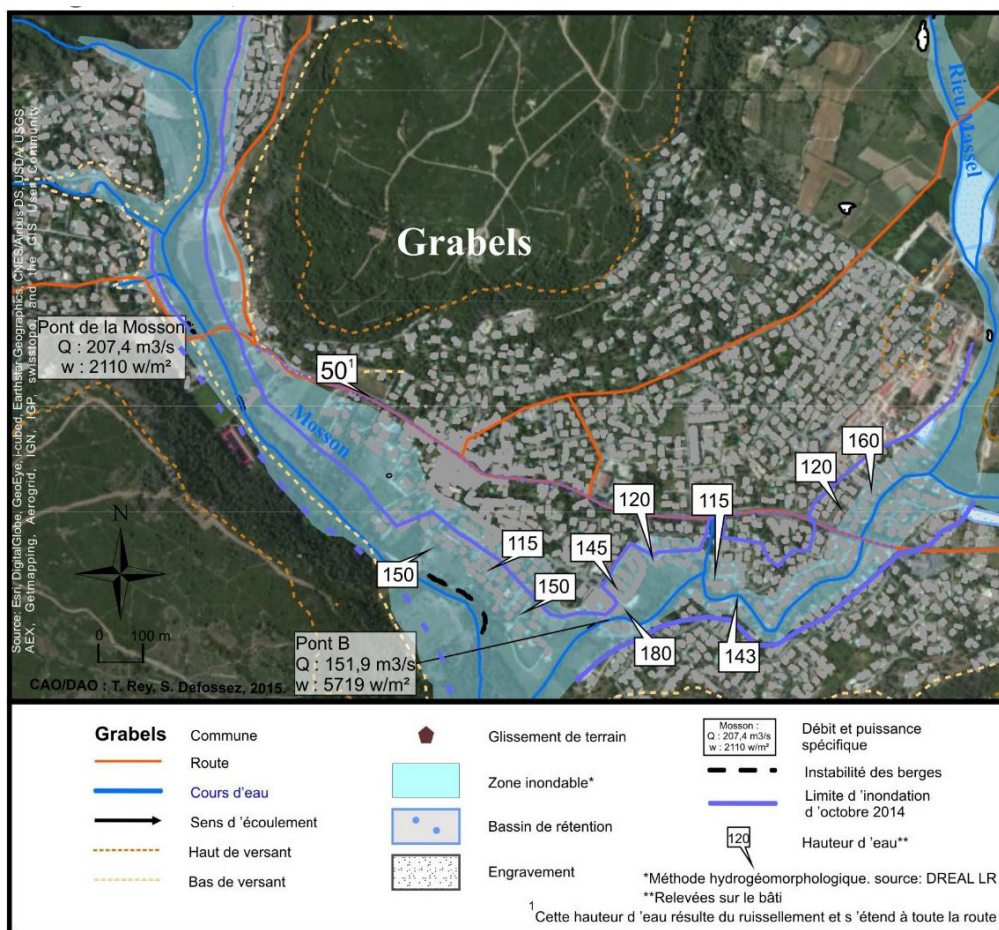 Rieu Massel
Grabels
Pont de la Mosson
Q : 207,4 m3/s
w : 2110 w/m²
50¹
Mosson
160
120
120
115
115
145
150
150
180
143
N
0 100 m
Pont B
Q : 151,9 m3/s
w : 5719 w/m²
CAO/DAO : T. Rey, S. Defossez, 2015.
Source: Esri, DigitalGlobe, GeoEye, i-cubed, Earthstar Geographics, CNES/Airbus DS, USDA, USGS,
AEX, Getmapping, Aerogrid, IGN, IGP, swisstopo, and the GIS User Community
Grabels Commune
Route
Cours d'eau
Sens d 'écoulement
Haut de versant
Bas de versant
Glissement de terrain
Zone inondable*
Bassin de rétention
Engravement
Mosson :
Q : 207,4 m3/s
w : 2110 w/m²
Débit et puissance
spécifique
Instabilité des berges
Limite d 'inondation
d 'octobre 2014
120
Hauteur d 'eau**
*Méthode hydrogéomorphologique. source: DREAL LR
**Relevées sur le bâti
¹Cette hauteur d 'eau résulte du ruissellement et s 'étend à toute la route